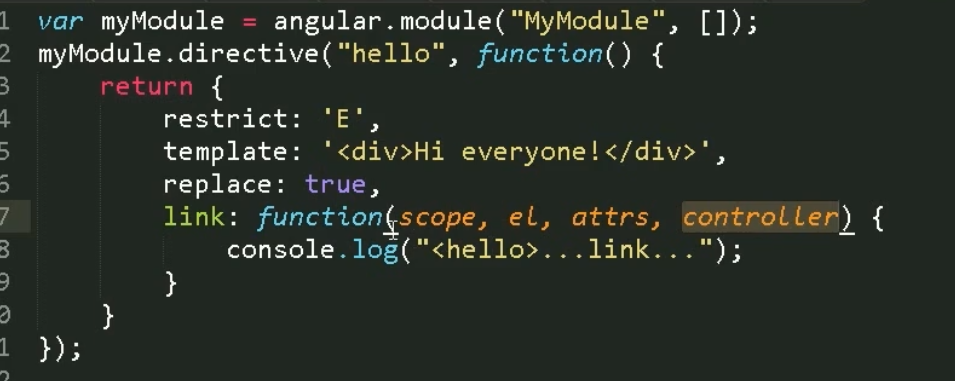 1 var myModule = angular.module("MyModule", []);
2 myModule.directive("hello", function() {
3     return {
4         restrict: 'E',
5         template: '<div>Hi everyone!</div>',
6         replace: true,
7         link: function(scope, el, attrs, controller) {
8             console.log("<hello>...link...");
9         }
0     }
1 });
2